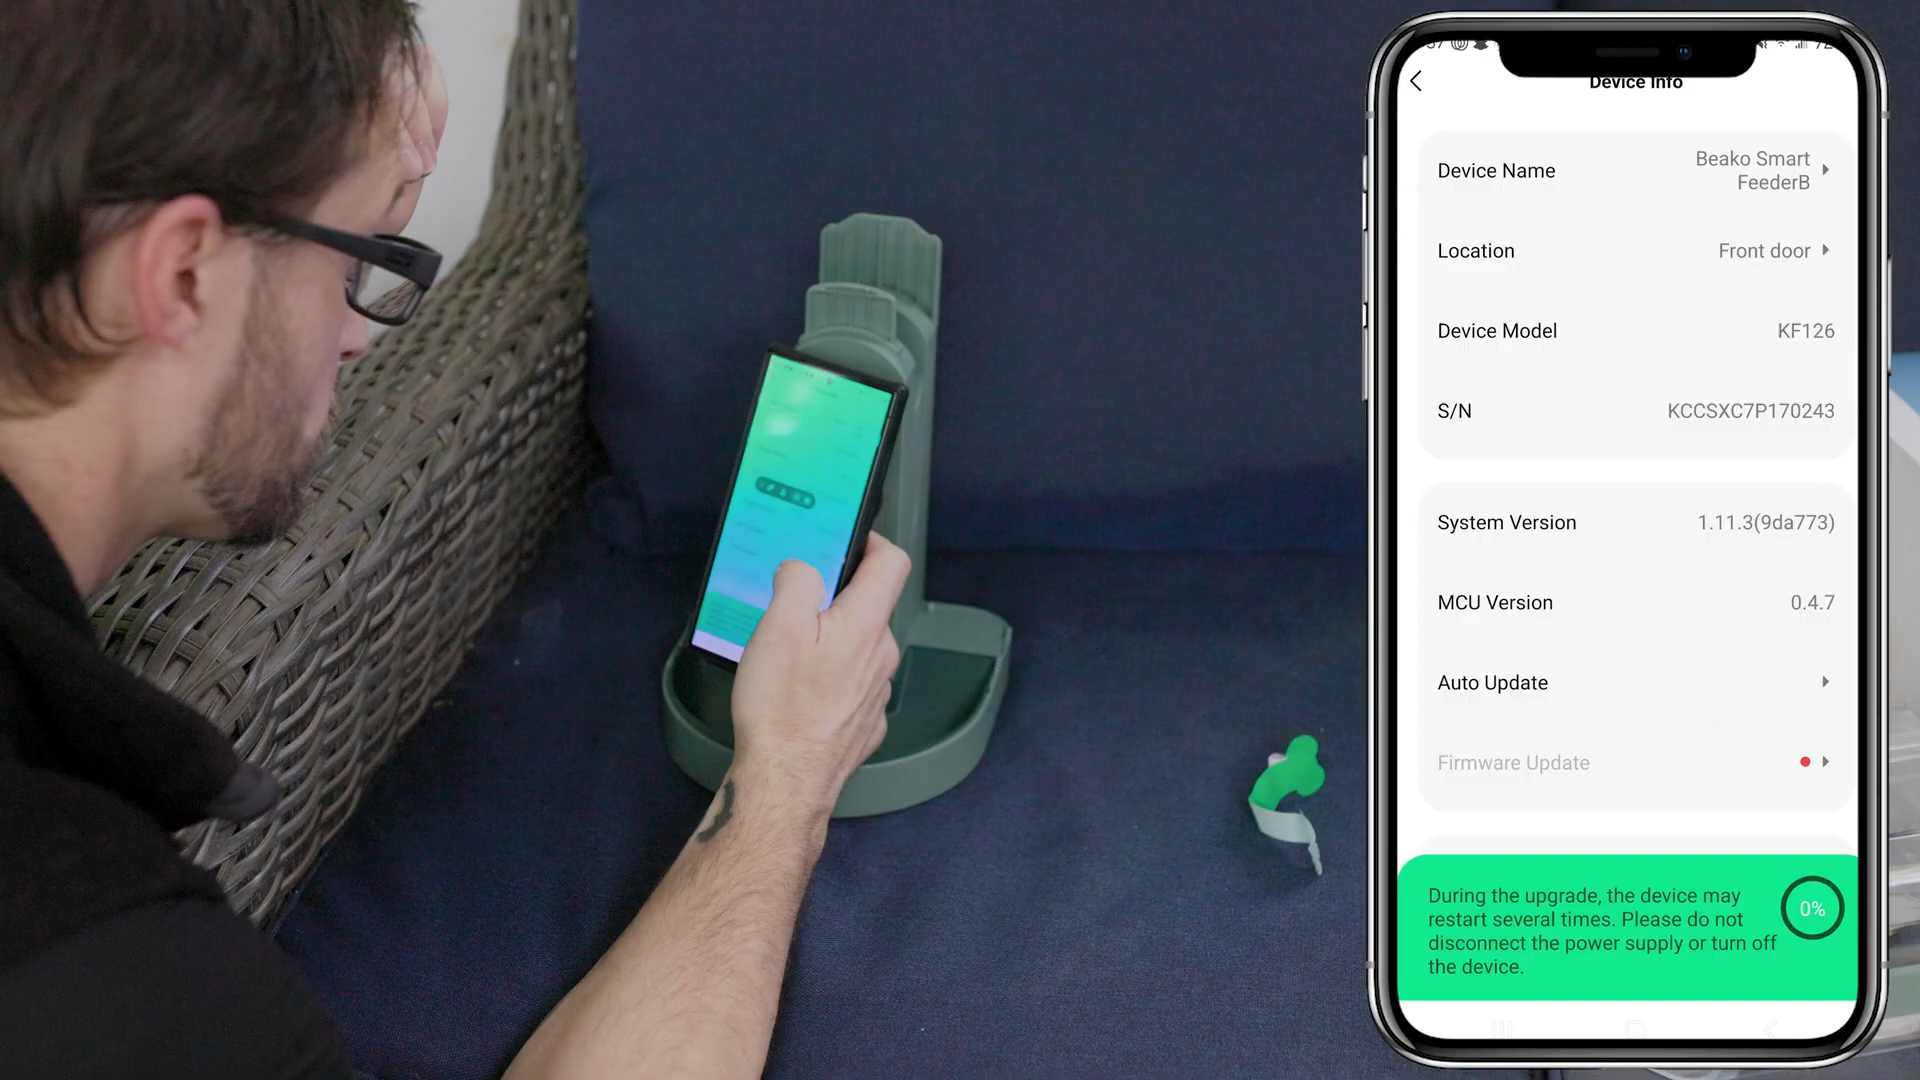 Device Info
Device Name
Beako Smart
FeederB
Location
Front door
Device Model
KF126
S/N
KCCSXC7P170243
System Version
1.11.3(9da773)
MCU Version
0.4.7
Auto Update
Firmware Update
During the upgrade, the device may
restart several times. Please do not
disconnect the power supply or turn off
the device.
0%